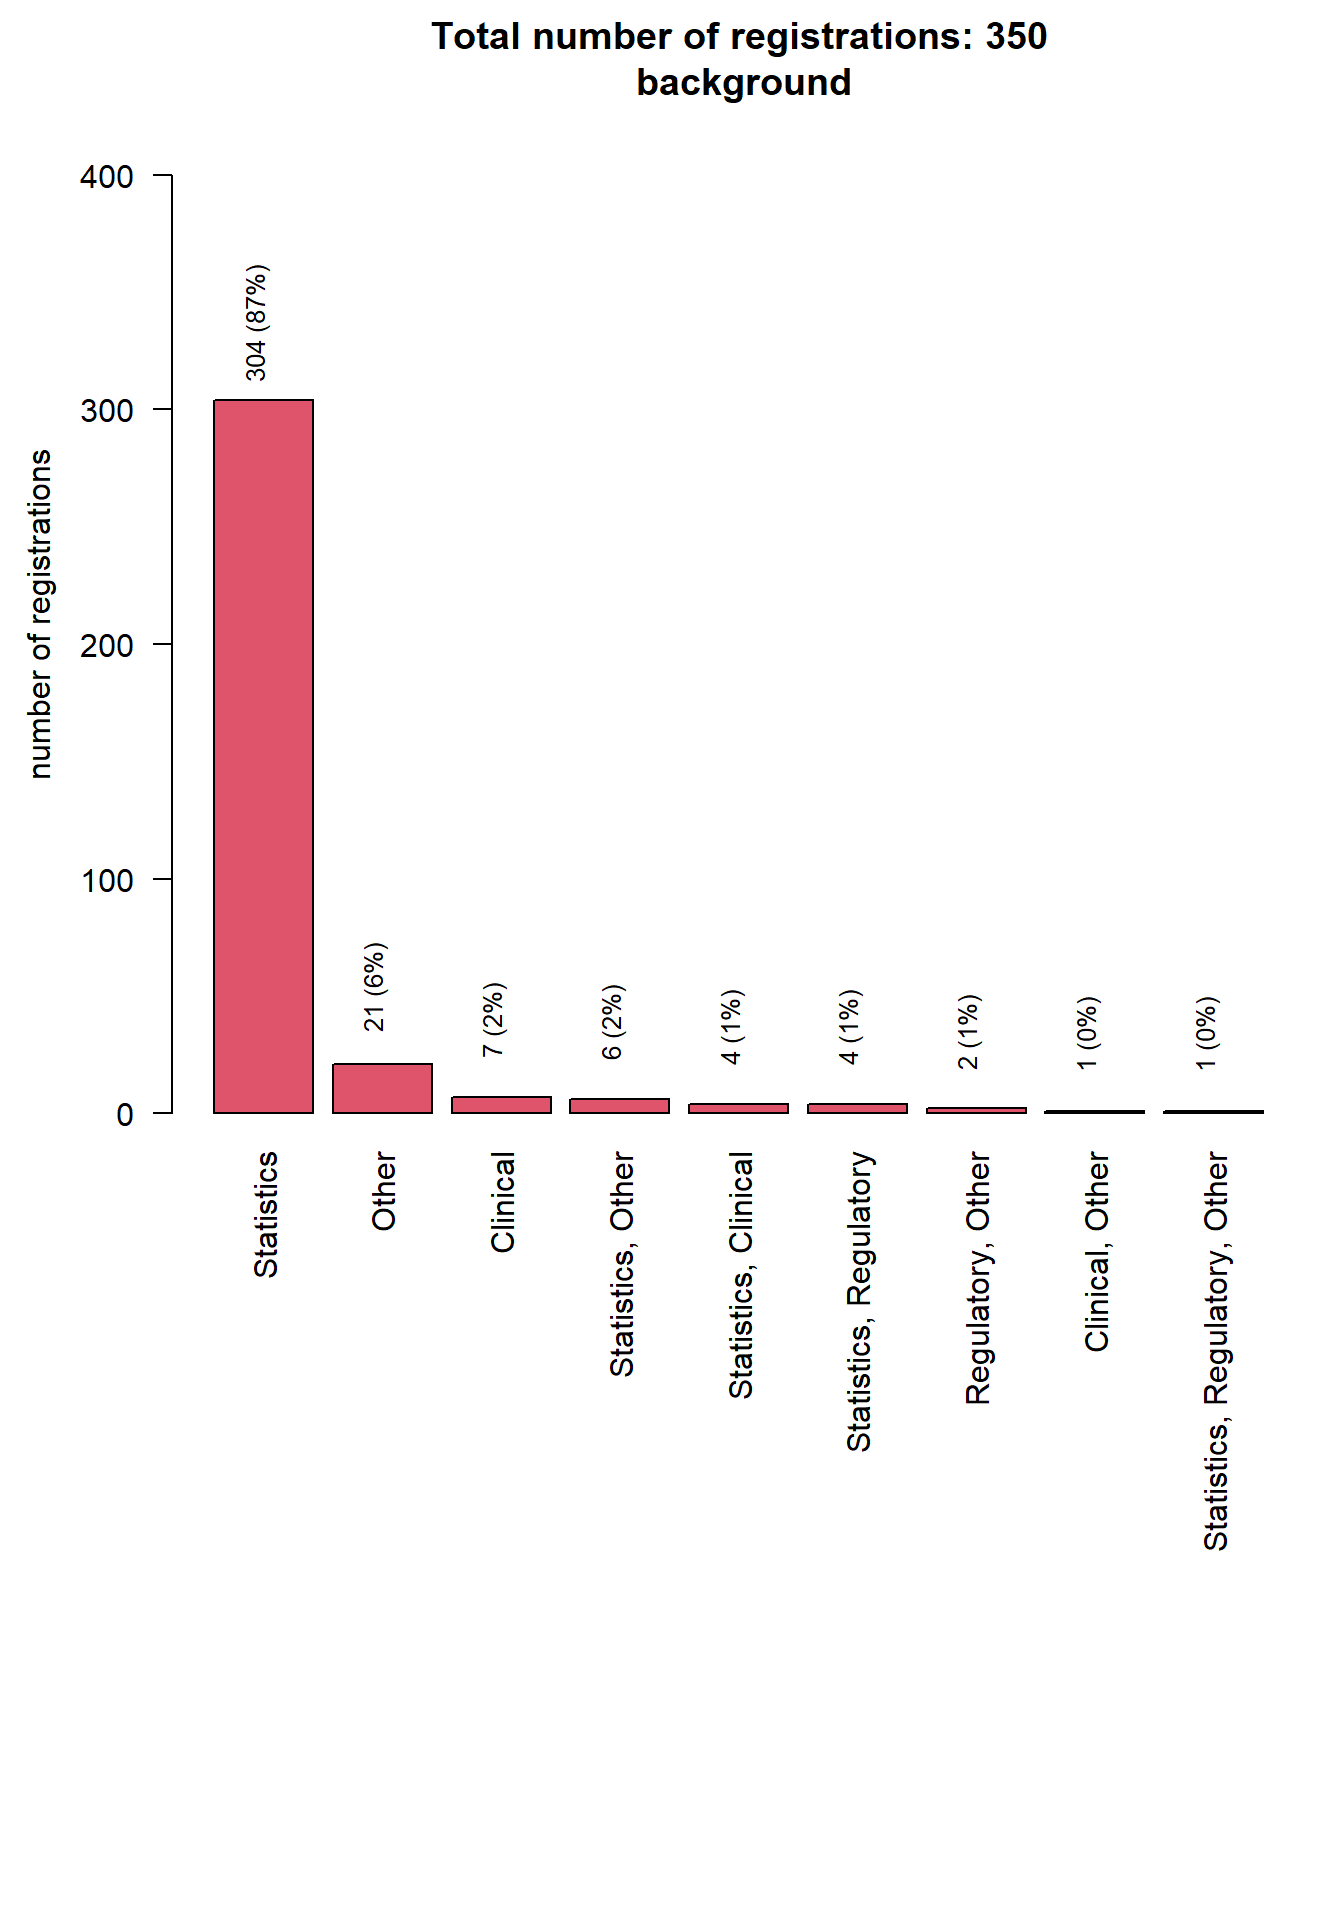 Total number of registrations: 350
background
number of registrations
400
300
200
100
0
304 (87%)
21 (6%)
7 (2%)
6 (2%)
4 (1%)
4 (1%)
2 (1%)
1 (0%)
1 (0%)
Statistics
Other
Clinical
Statistics, Other
Statistics, Clinical
Statistics, Regulatory
Regulatory, Other
Clinical, Other
Statistics, Regulatory, Other